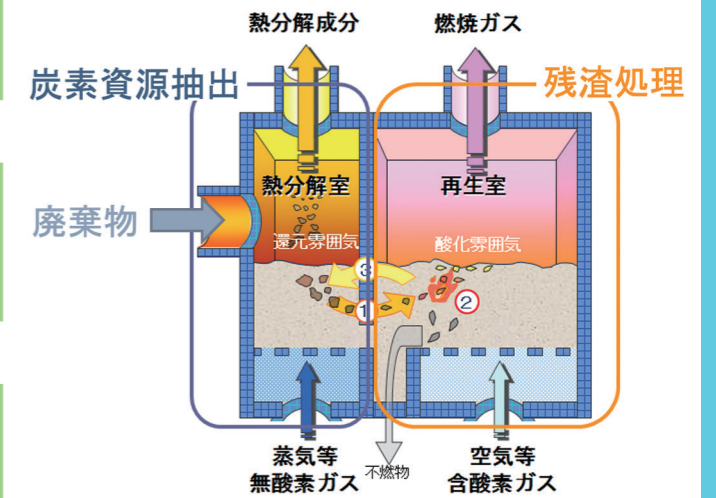 熱分解成分
燃焼ガス
炭素資源抽出
残渣処理
熱分解室
再生室
廃棄物
還元雰囲気
酸化雰囲気
③
①
②
蒸気等
無酸素ガス
不燃物
空気等
含酸素ガス